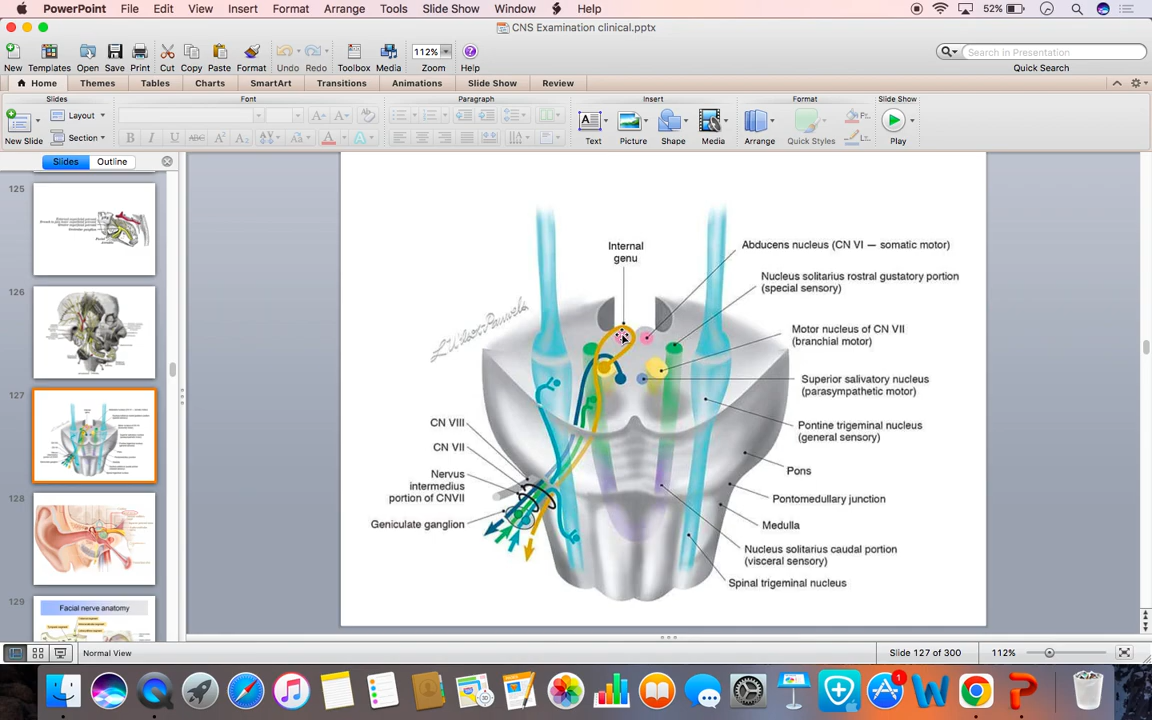 PowerPoint File Edit View Insert Format Arrange Tools Slide Show Window Help 52%
CNS Examination clinical.pptx
New Templates Open Save Print Cut Copy Paste Format Undo Redo Toolbox Media 112% Zoom Help
Search in Presentation
Quick Search
Home Themes Tables Charts SmartArt Transitions Animations Slide Show Review
Slides Font Paragraph Insert Format Slide Show
New Slide Layout Section
B I U ABC A² A₂ Text Picture Shape Media Arrange Quick Styles Play
Slides Outline
125
126
127
128
129
Facial nerve anatomy
Internal
genu
Abducens nucleus (CN VI — somatic motor)
Nucleus solitarius rostral gustatory portion
(special sensory)
Motor nucleus of CN VII
(branchial motor)
Superior salivatory nucleus
(parasympathetic motor)
Pontine trigeminal nucleus
(general sensory)
Pons
Pontomedullary junction
Medulla
Nucleus solitarius caudal portion
(visceral sensory)
Spinal trigeminal nucleus
L. Wilson-Pauwels
CN VIII
CN VII
Nervus
intermedius
portion of CNVII
Geniculate ganglion
Normal View Slide 127 of 300 112%
1